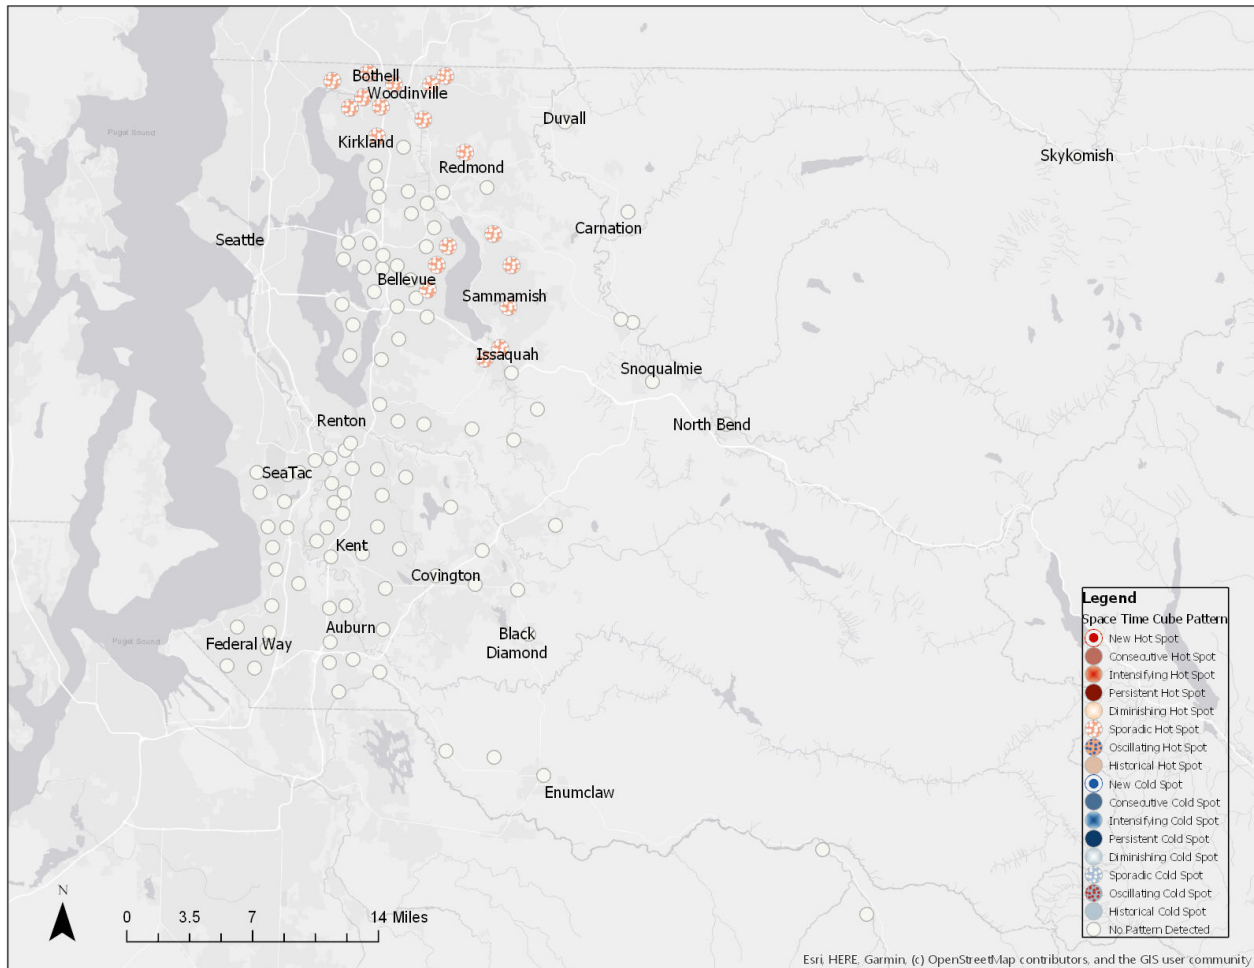 Bothell
Woodinville
Puget Sound
Duvall
Kirkland
Skykomish
Redmond
Carnation
Seattle
Bellevue
Sammamish
Issaquah
Snoqualmie
Renton
North Bend
SeaTac
Kent
Covington
Legend
Space Time Cube Pattern
New Hot Spot
Consecutive Hot Spot
Intensifying Hot Spot
Persistent Hot Spot
Diminishing Hot Spot
Sporadic Hot Spot
Oscillating Hot Spot
Historical Hot Spot
New Cold Spot
Consecutive Cold Spot
Intensifying Cold Spot
Persistent Cold Spot
Diminishing Cold Spot
Sporadic Cold Spot
Oscillating Cold Spot
Historical Cold Spot
No Pattern Detected
Auburn
Puget Sound
Federal Way
Black
Diamond
Enumclaw
N
0 3.5 7 14 Miles
Esri, HERE, Garmin, (c) OpenStreetMap contributors, and the GIS user community